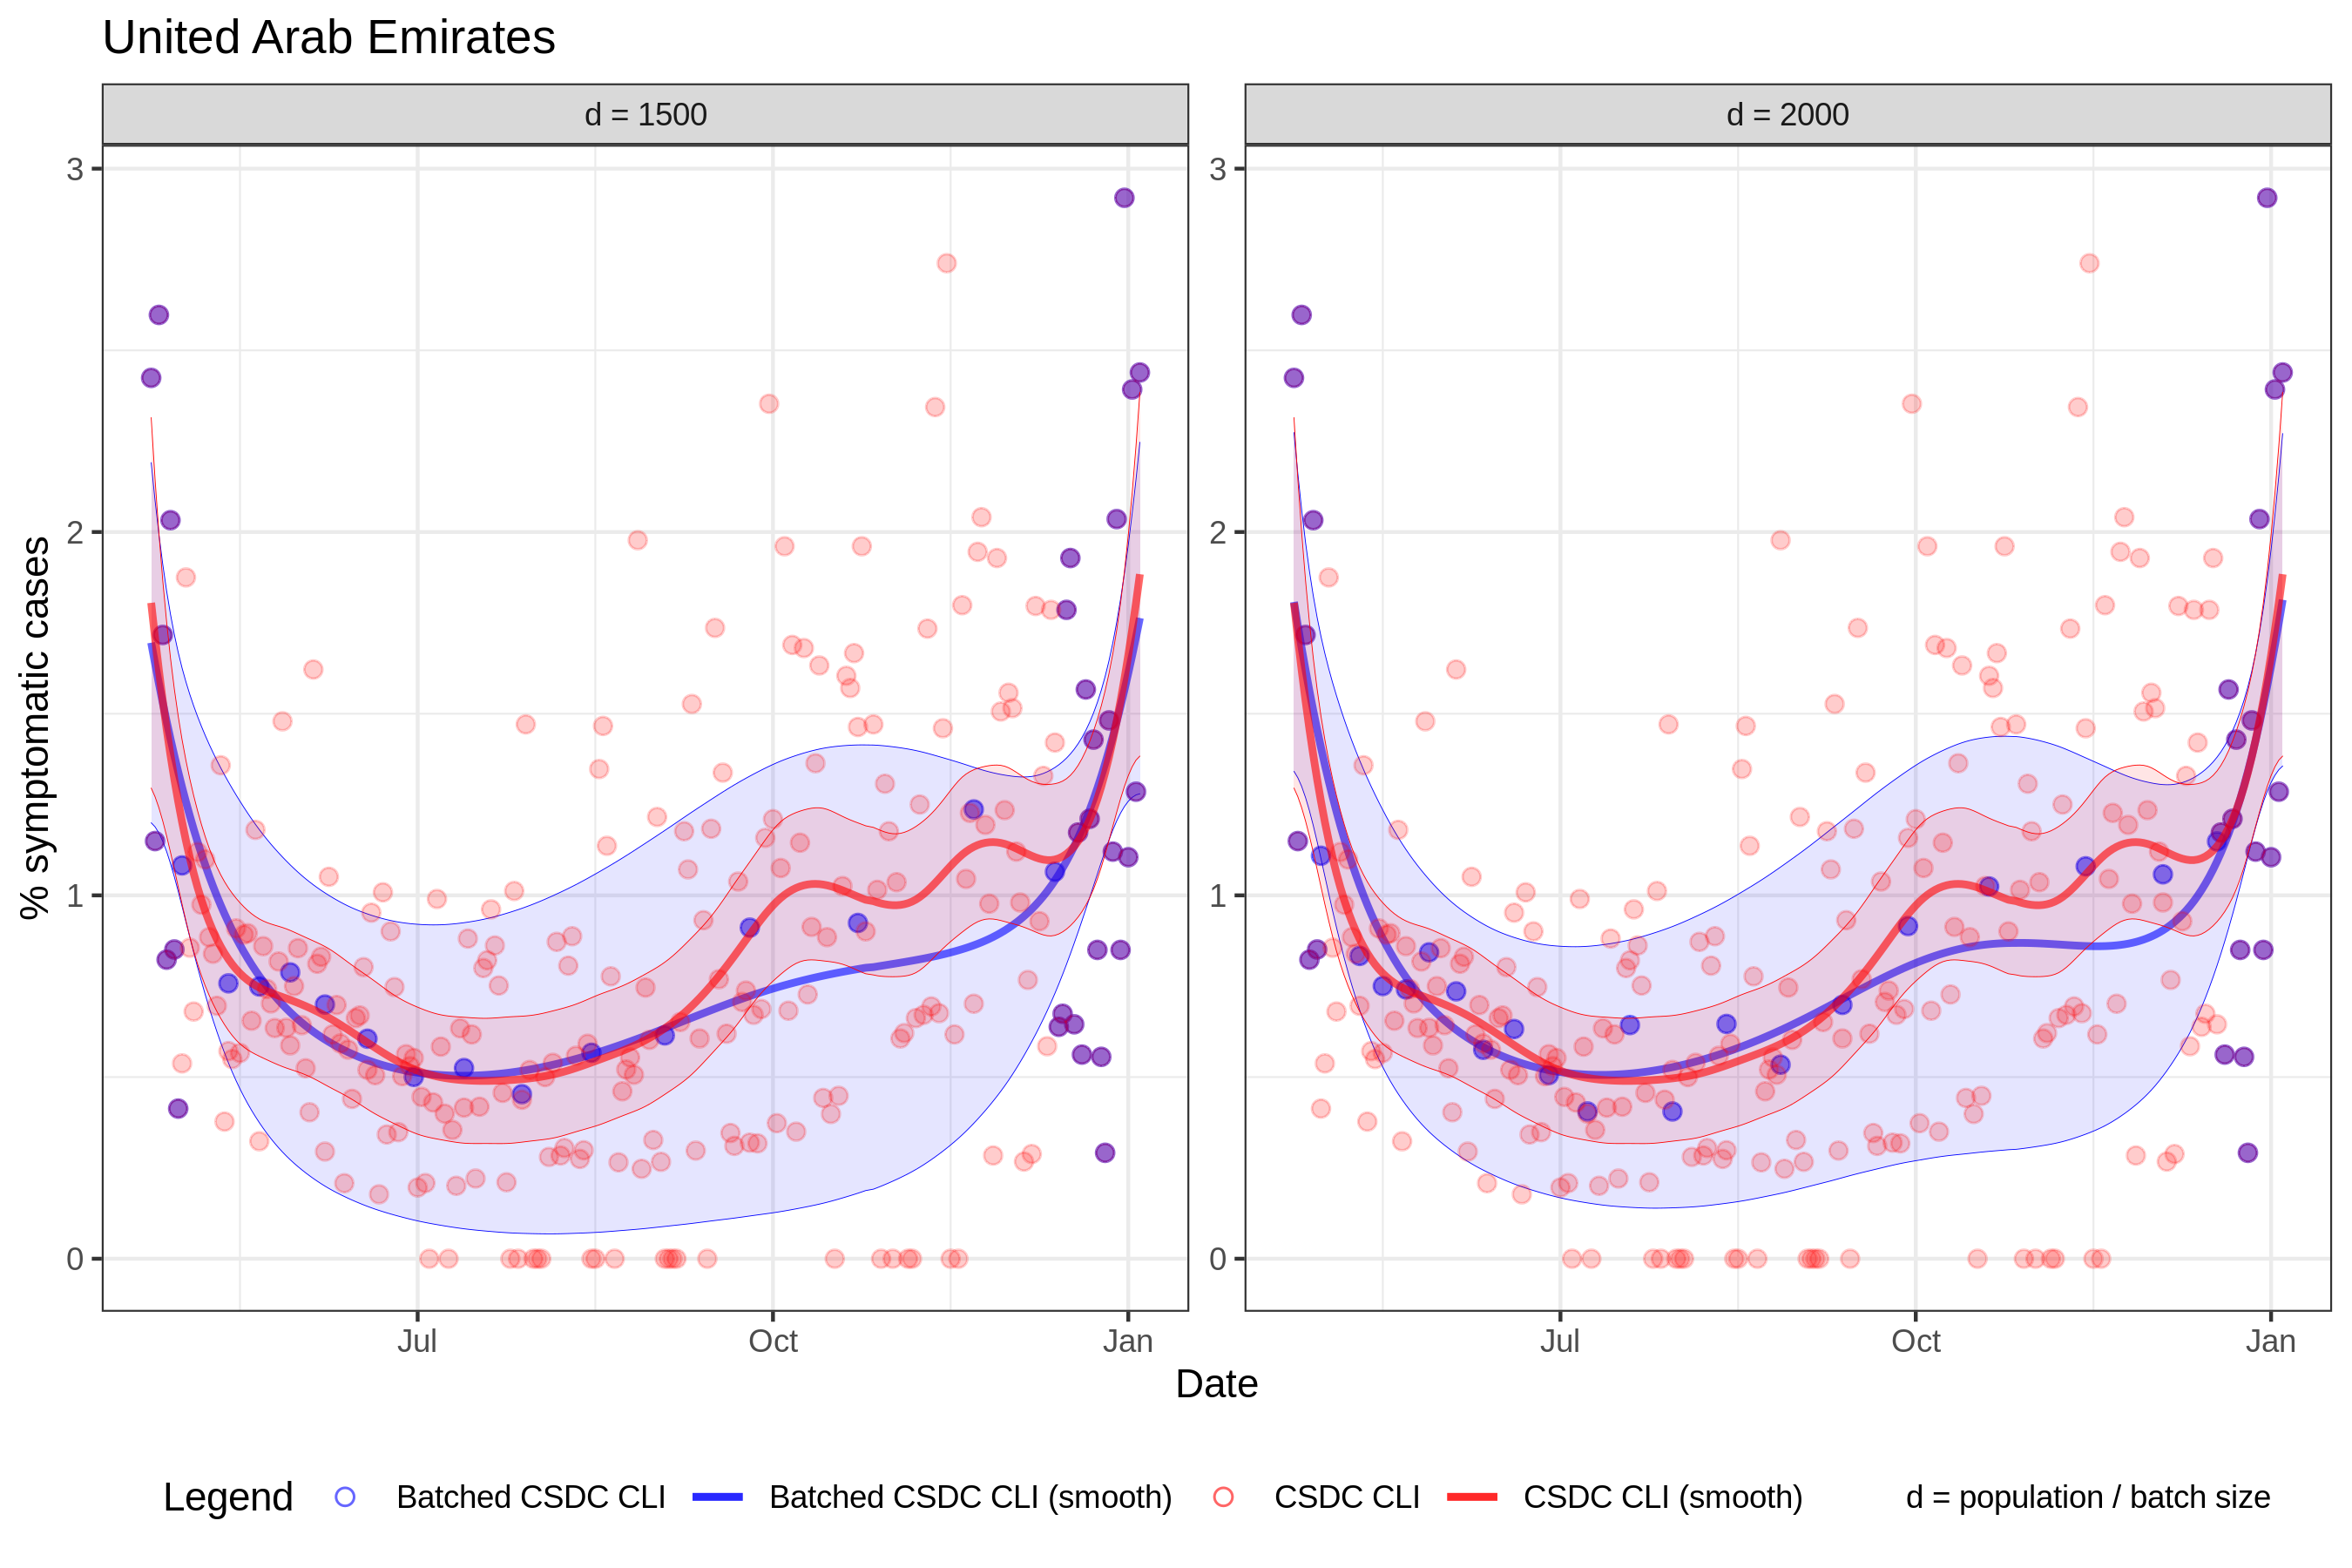 United Arab Emirates
d = 1500
d = 2000
% symptomatic cases
3
2
1
0
3
2
1
0
Jul
Oct
Jan
Jul
Oct
Jan
Date
Legend
Batched CSDC CLI
Batched CSDC CLI (smooth)
CSDC CLI
CSDC CLI (smooth)
d = population / batch size